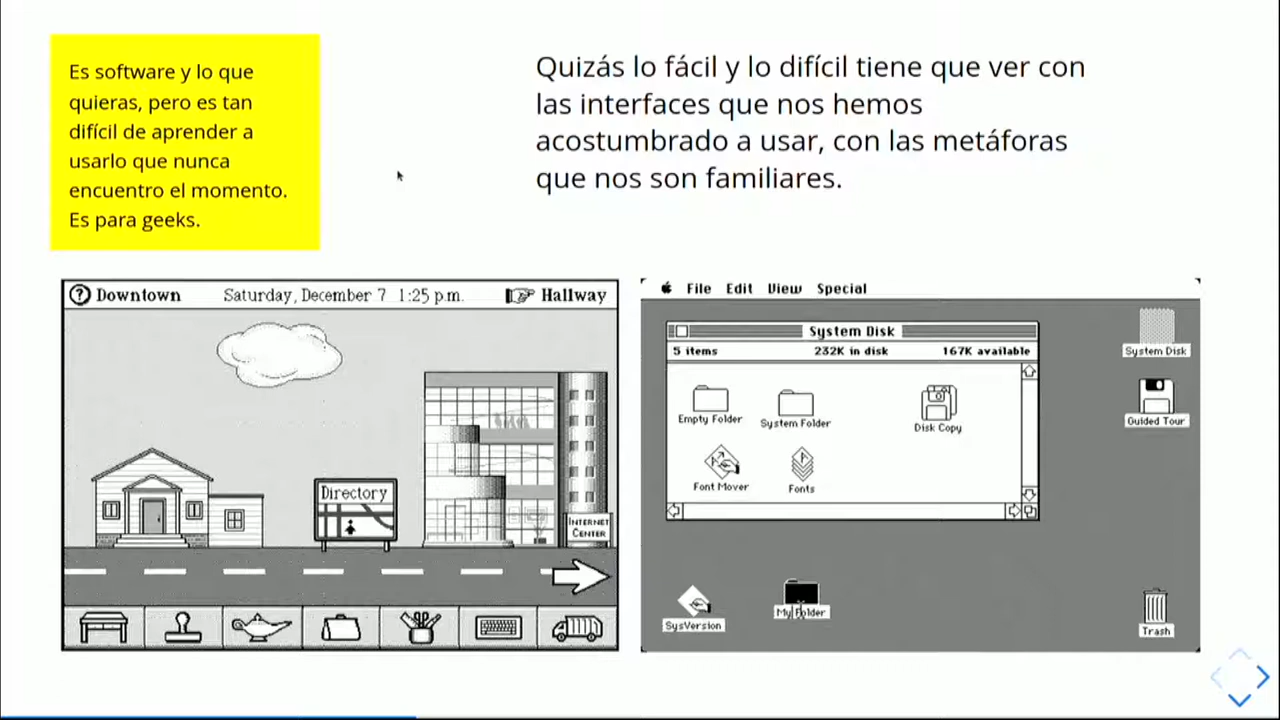 Es software y lo que
quieras, pero es tan
difícil de aprender a
usarlo que nunca
encuentro el momento.
Es para geeks.
Quizás lo fácil y lo difícil tiene que ver con
las interfaces que nos hemos
acostumbrado a usar, con las metáforas
que nos son familiares.
? Downtown Saturday, December 7 1:25 p.m. Hallway
Directory
INTERNET
CENTER
File Edit View Special
System Disk
5 items 232K in disk 167K available
Empty Folder System Folder Disk Copy
Font Mover Fonts
System Disk
Guided Tour
SysVersion
My Folder
Trash